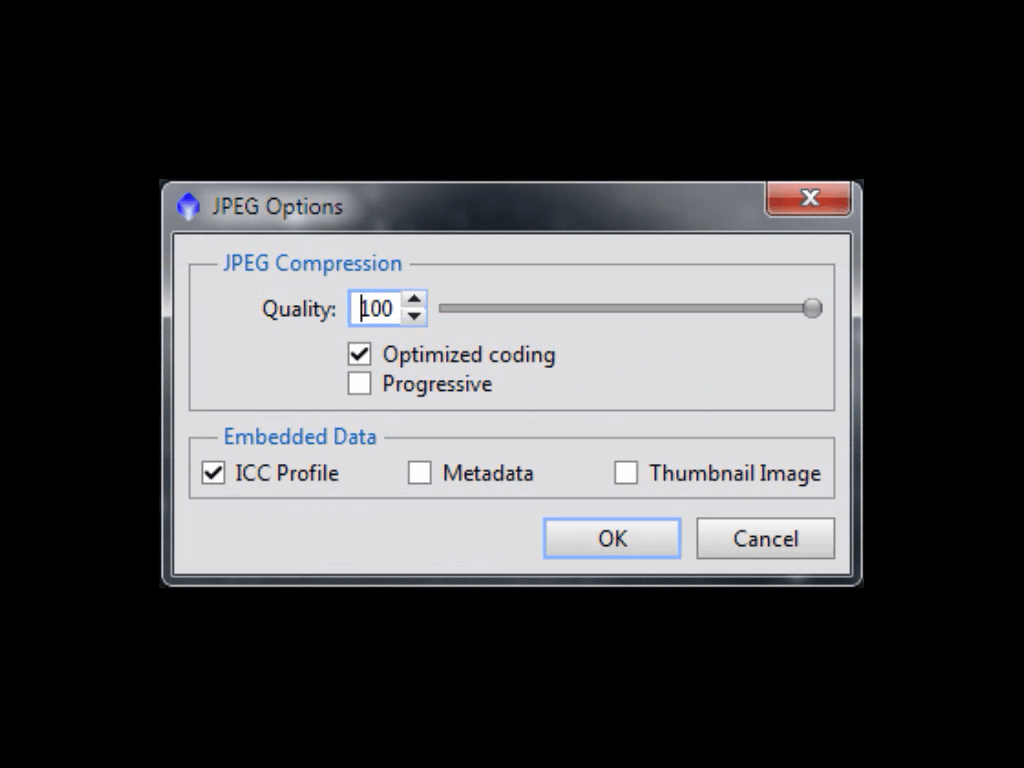 JPEG Options
JPEG Compression
Quality: 100
Optimized coding
Progressive
Embedded Data
ICC Profile Metadata Thumbnail Image
OK Cancel